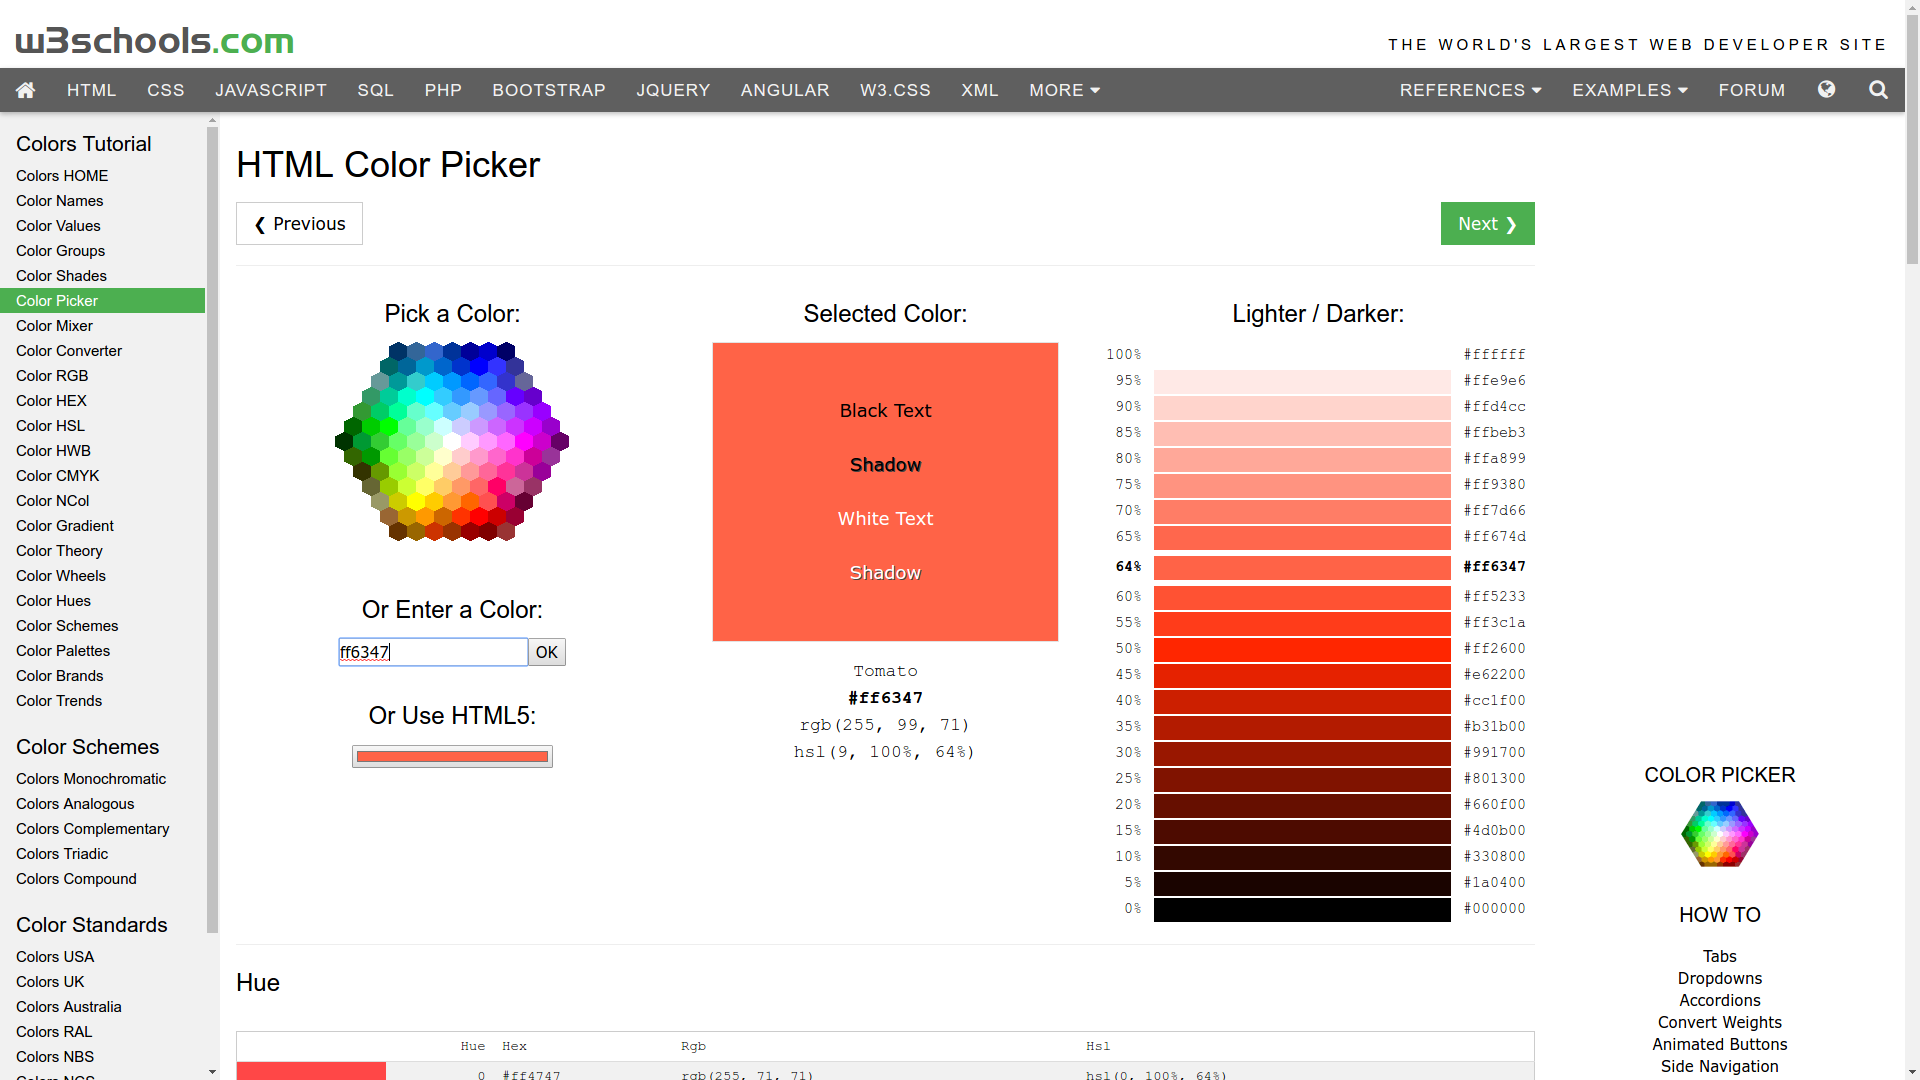 w3schools.com
THE WORLD'S LARGEST WEB DEVELOPER SITE
HTML CSS JAVASCRIPT SQL PHP BOOTSTRAP JQUERY ANGULAR W3.CSS XML MORE REFERENCES EXAMPLES FORUM
Colors Tutorial
Colors HOME
Color Names
Color Values
Color Groups
Color Shades
Color Picker
Color Mixer
Color Converter
Color RGB
Color HEX
Color HSL
Color HWB
Color CMYK
Color NCol
Color Gradient
Color Theory
Color Wheels
Color Hues
Color Schemes
Color Palettes
Color Brands
Color Trends
Color Schemes
Colors Monochromatic
Colors Analogous
Colors Complementary
Colors Triadic
Colors Compound
Color Standards
Colors USA
Colors UK
Colors Australia
Colors RAL
Colors NBS
Colors NCS
HTML Color Picker
❮ Previous
Next ❯
Pick a Color:
Or Enter a Color:
ff6347 OK
Or Use HTML5:
Selected Color:
Black Text
Shadow
White Text
Shadow
Tomato
#ff6347
rgb(255, 99, 71)
hsl(9, 100%, 64%)
Lighter / Darker:
100% #ffffff
95% #ffe9e6
90% #ffd4cc
85% #ffbeb3
80% #ffa899
75% #ff9380
70% #ff7d66
65% #ff674d
64% #ff6347
60% #ff5233
55% #ff3c1a
50% #ff2600
45% #e62200
40% #cc1f00
35% #b31b00
30% #991700
25% #801300
20% #660f00
15% #4d0b00
10% #330800
5% #1a0400
0% #000000
Hue
Hue Hex Rgb Hsl
0 #ff4747 rgb(255, 71, 71) hsl(0, 100%, 64%)
COLOR PICKER
HOW TO
Tabs
Dropdowns
Accordions
Convert Weights
Animated Buttons
Side Navigation